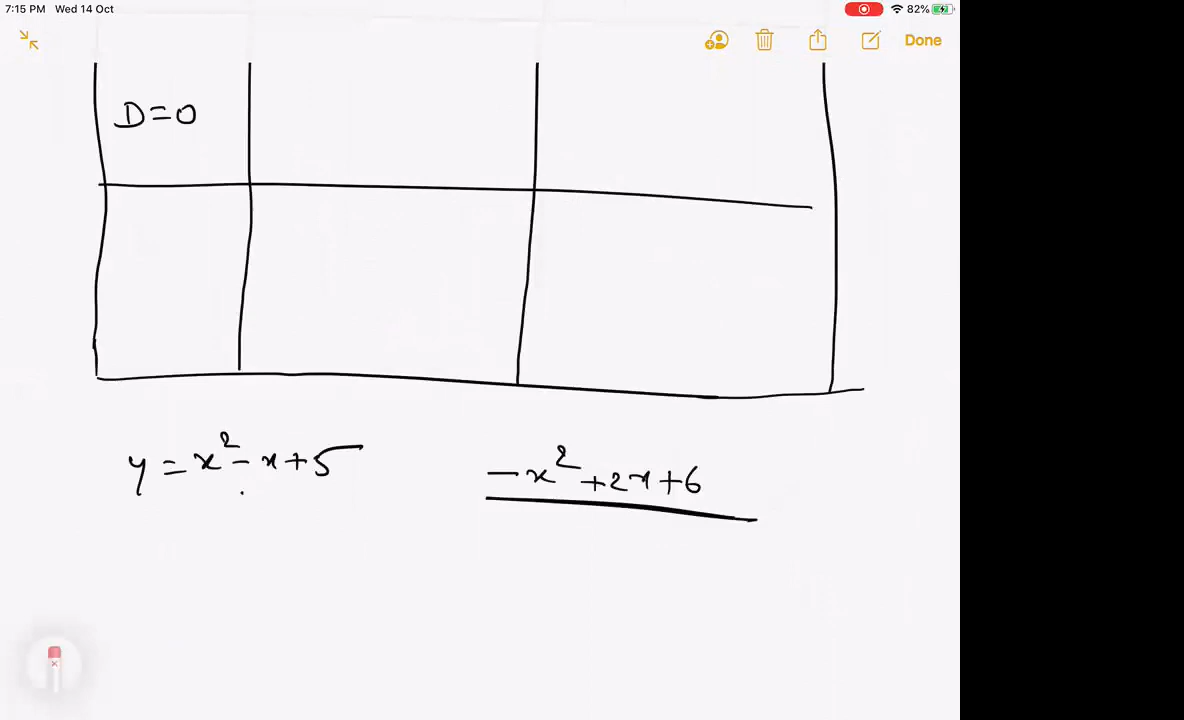 7:15 PM Wed 14 Oct 82%
Done
D=0
y = x² - x + 5
-x² + 2x + 6